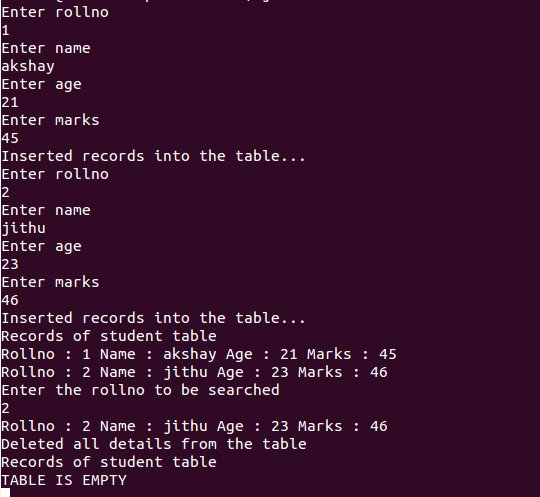 Enter rollno
1
Enter name
akshay
Enter age
21
Enter marks
45
Inserted records into the table...
Enter rollno
2
Enter name
jithu
Enter age
23
Enter marks
46
Inserted records into the table...
Records of student table
Rollno : 1 Name : akshay Age : 21 Marks : 45
Rollno : 2 Name : jithu Age : 23 Marks : 46
Enter the rollno to be searched
2
Rollno : 2 Name : jithu Age : 23 Marks : 46
Deleted all details from the table
Records of student table
TABLE IS EMPTY